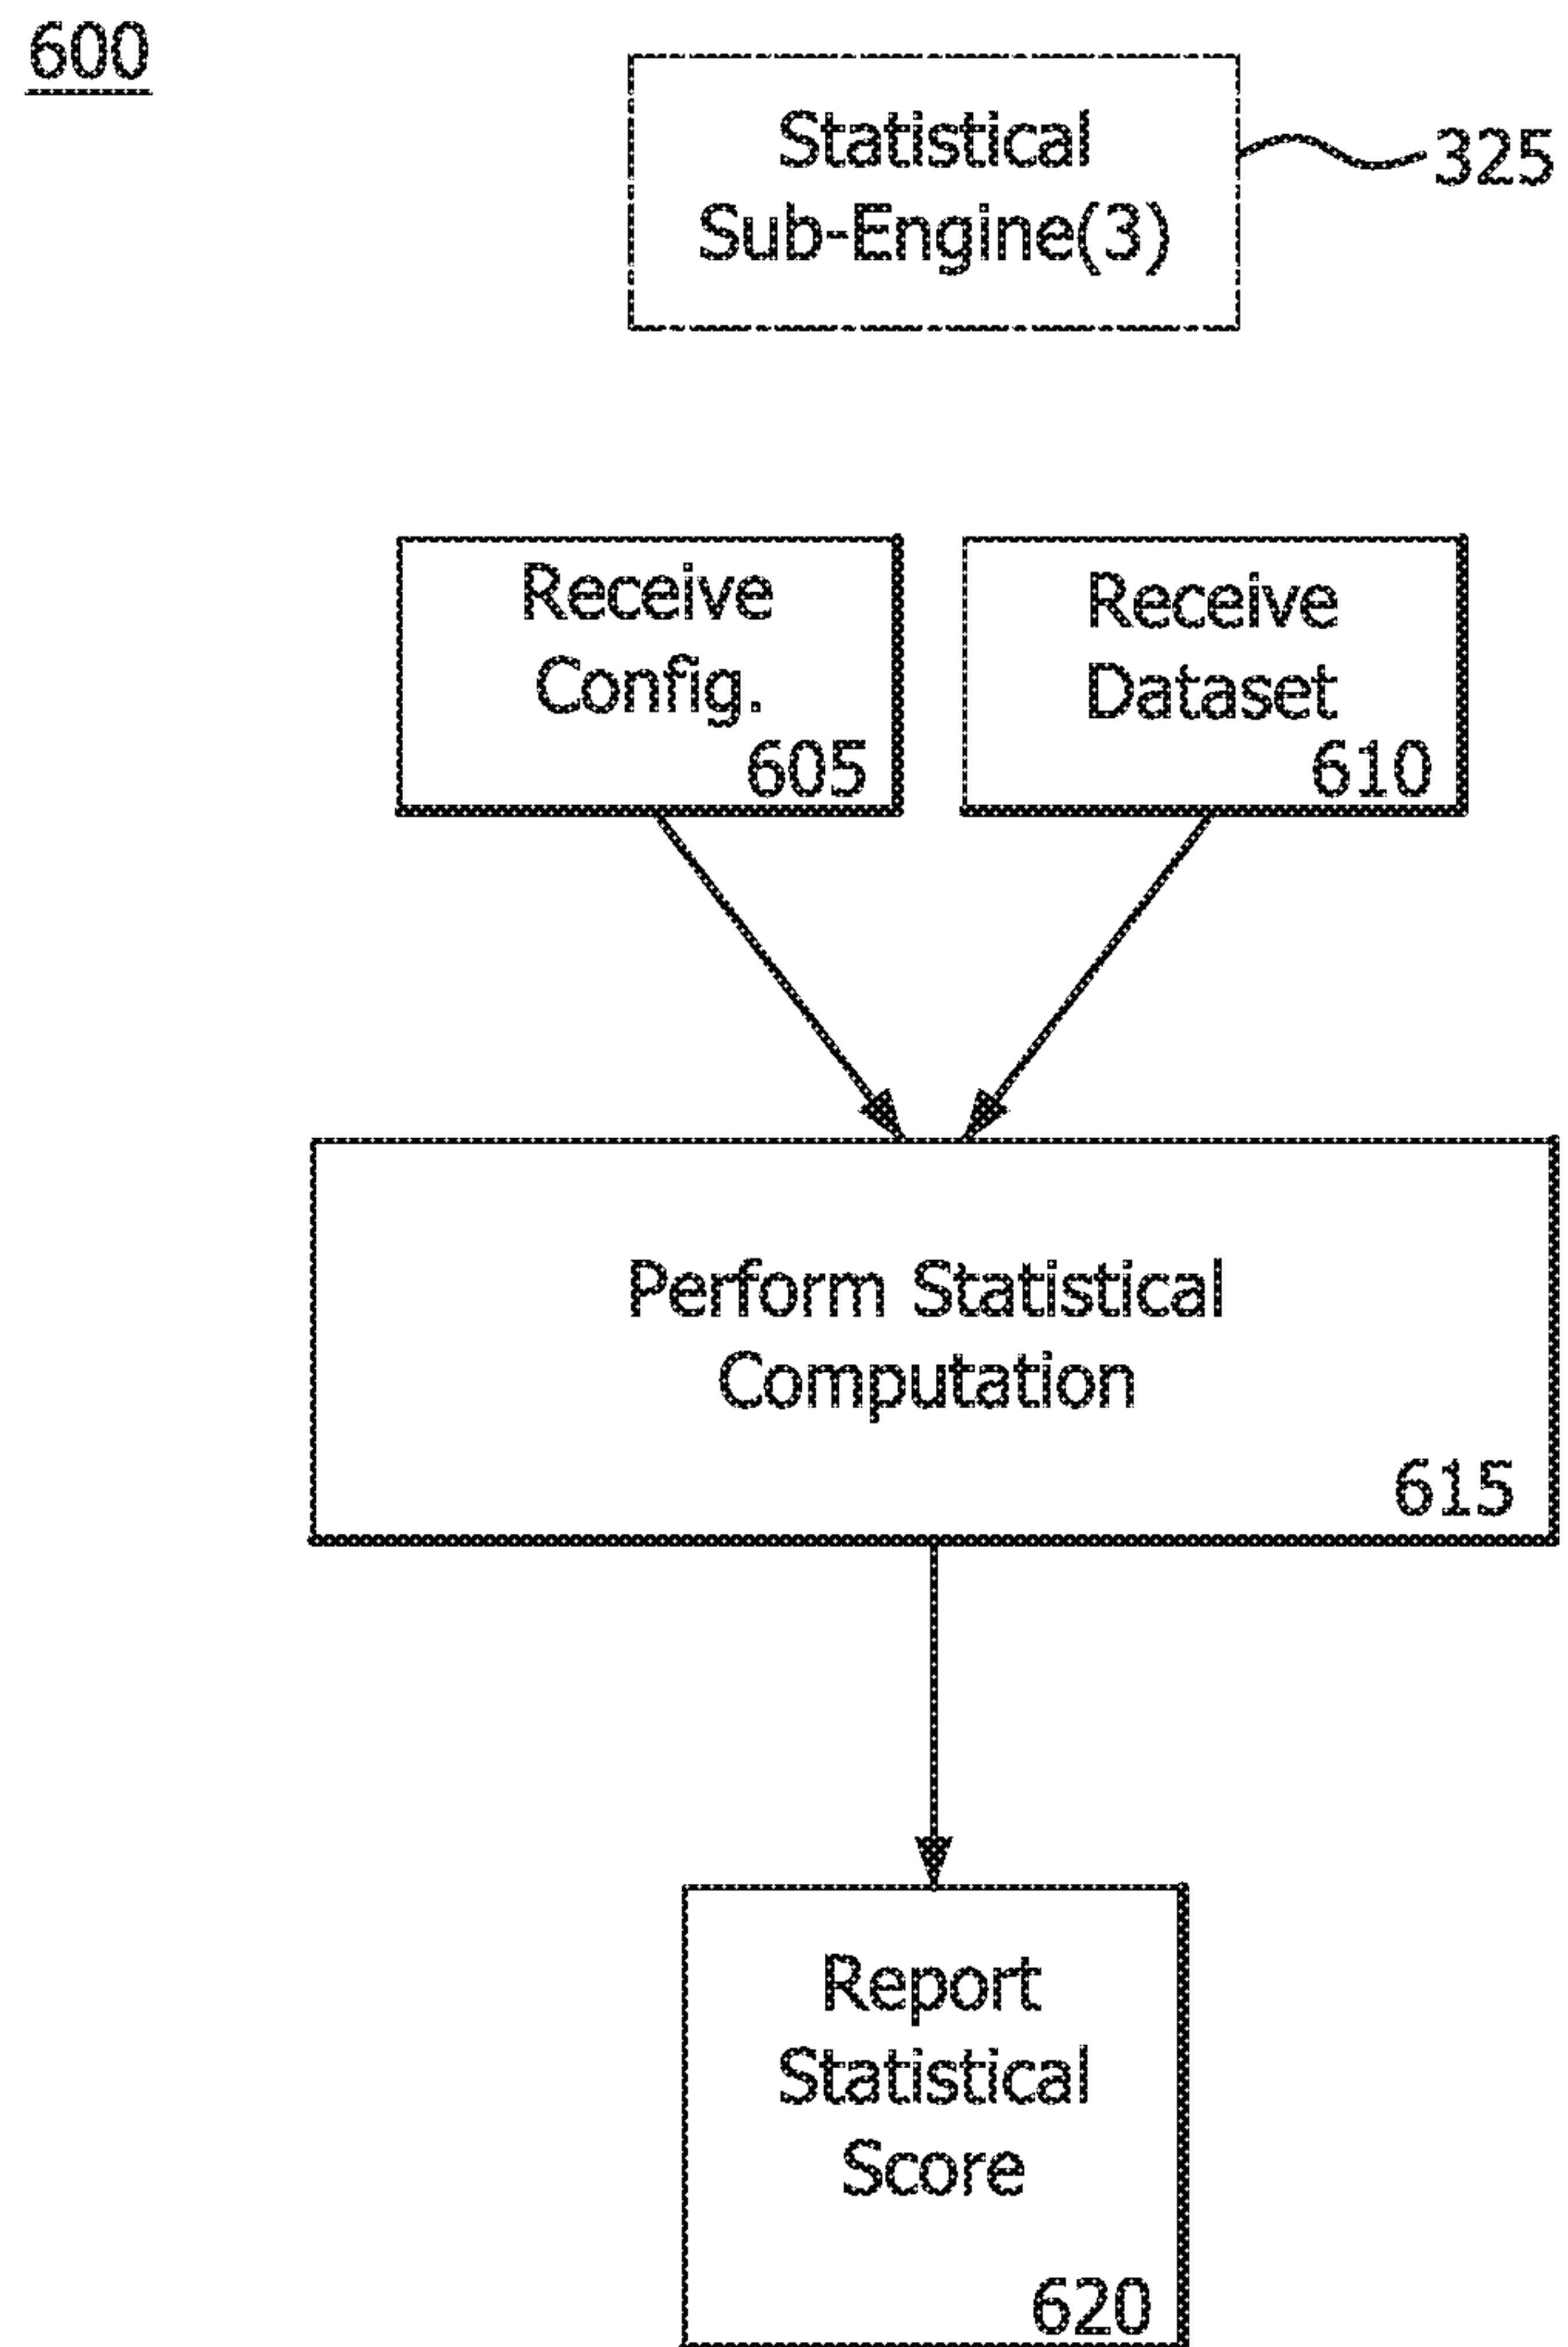 600
Statistical
Sub-Engine(3)
325
Receive
Config.
605
Receive
Dataset
610
Perform Statistical
Computation
615
Report
Statistical
Score
620